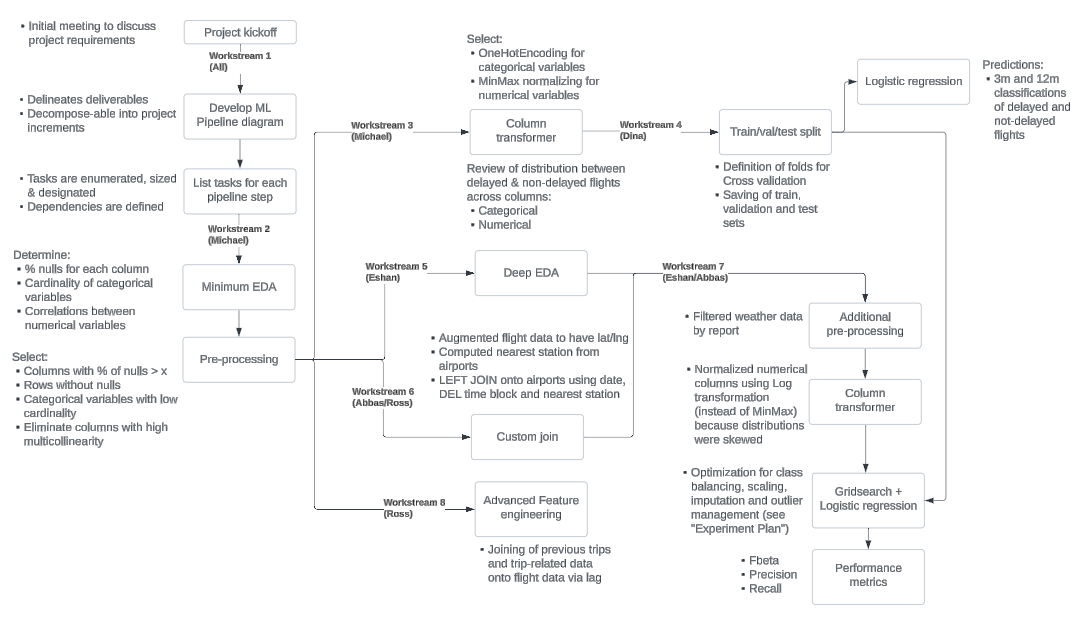 • Initial meeting to discuss
project requirements
Project kickoff
Workstream 1
(All)
• Delineates deliverables
• Decompose-able into project
increments
Develop ML
Pipeline diagram
• Tasks are enumerated, sized
& designated
• Dependencies are defined
List tasks for each
pipeline step
Workstream 2
(Michael)
Determine:
• % nulls for each column
• Cardinality of categorical
variables
• Correlations between
numerical variables
Minimum EDA
Select:
• Columns with % of nulls > x
• Rows without nulls
• Categorical variables with low
cardinality
• Eliminate columns with high
multicollinearity
Pre-processing
Workstream 3
(Michael)
Select:
• OneHotEncoding for
categorical variables
• MinMax normalizing for
numerical variables
Column
transformer
Review of distribution between
delayed & non-delayed flights
across columns:
• Categorical
• Numerical
Workstream 4
(Dina)
Train/val/test split
• Definition of folds for
Cross validation
• Saving of train,
validation and test
sets
Logistic regression
Predictions:
• 3m and 12m
classifications
of delayed and
not-delayed
flights
Workstream 5
(Eshan)
Deep EDA
• Augmented flight data to have lat/lng
• Computed nearest station from
airports
• LEFT JOIN onto airports using date,
DEL time block and nearest station
Workstream 6
(Abbas/Ross)
Custom join
Workstream 7
(Eshan/Abbas)
• Filtered weather data
by report
Additional
pre-processing
• Normalized numerical
columns using Log
transformation
(instead of MinMax)
because distributions
were skewed
Column
transformer
• Optimization for class
balancing, scaling,
imputation and outlier
management (see
"Experiment Plan")
Gridsearch +
Logistic regression
• Fbeta
• Precision
• Recall
Performance
metrics
Workstream 8
(Ross)
Advanced Feature
engineering
• Joining of previous trips
and trip-related data
onto flight data via lag